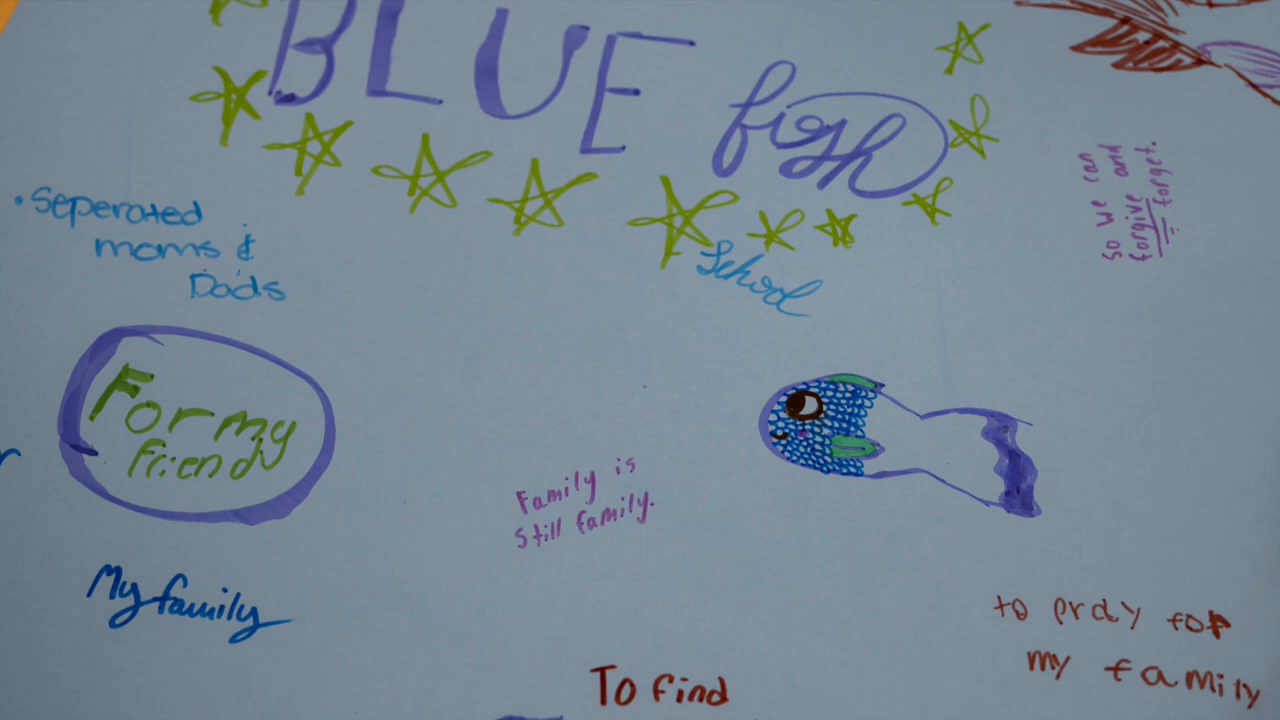 BLUE fish
• Seperated
moms &
Dads
School
So we can
forgive and
forget.
For my
friend
Family is
still family.
My family
to pray for
my family
To find